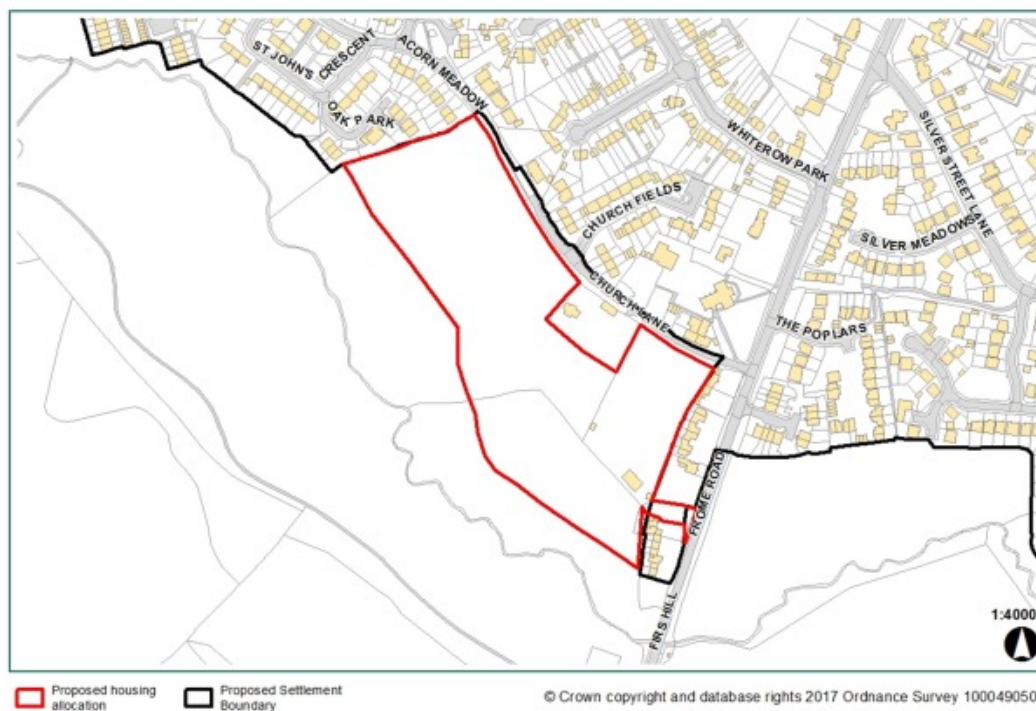 ST JOHN'S
CRESCENT
ACORN MEADOW
OAK PARK
WHITEROW PARK
SILVER STREET LANE
CHURCH FIELDS
SILVER MEADOWS
CHURCH LANE
THE POPLARS
FROME ROAD
FIRS HILL
1:4000
Proposed housing
allocation
Proposed Settlement
Boundary
© Crown copyright and database rights 2017 Ordnance Survey 100049050